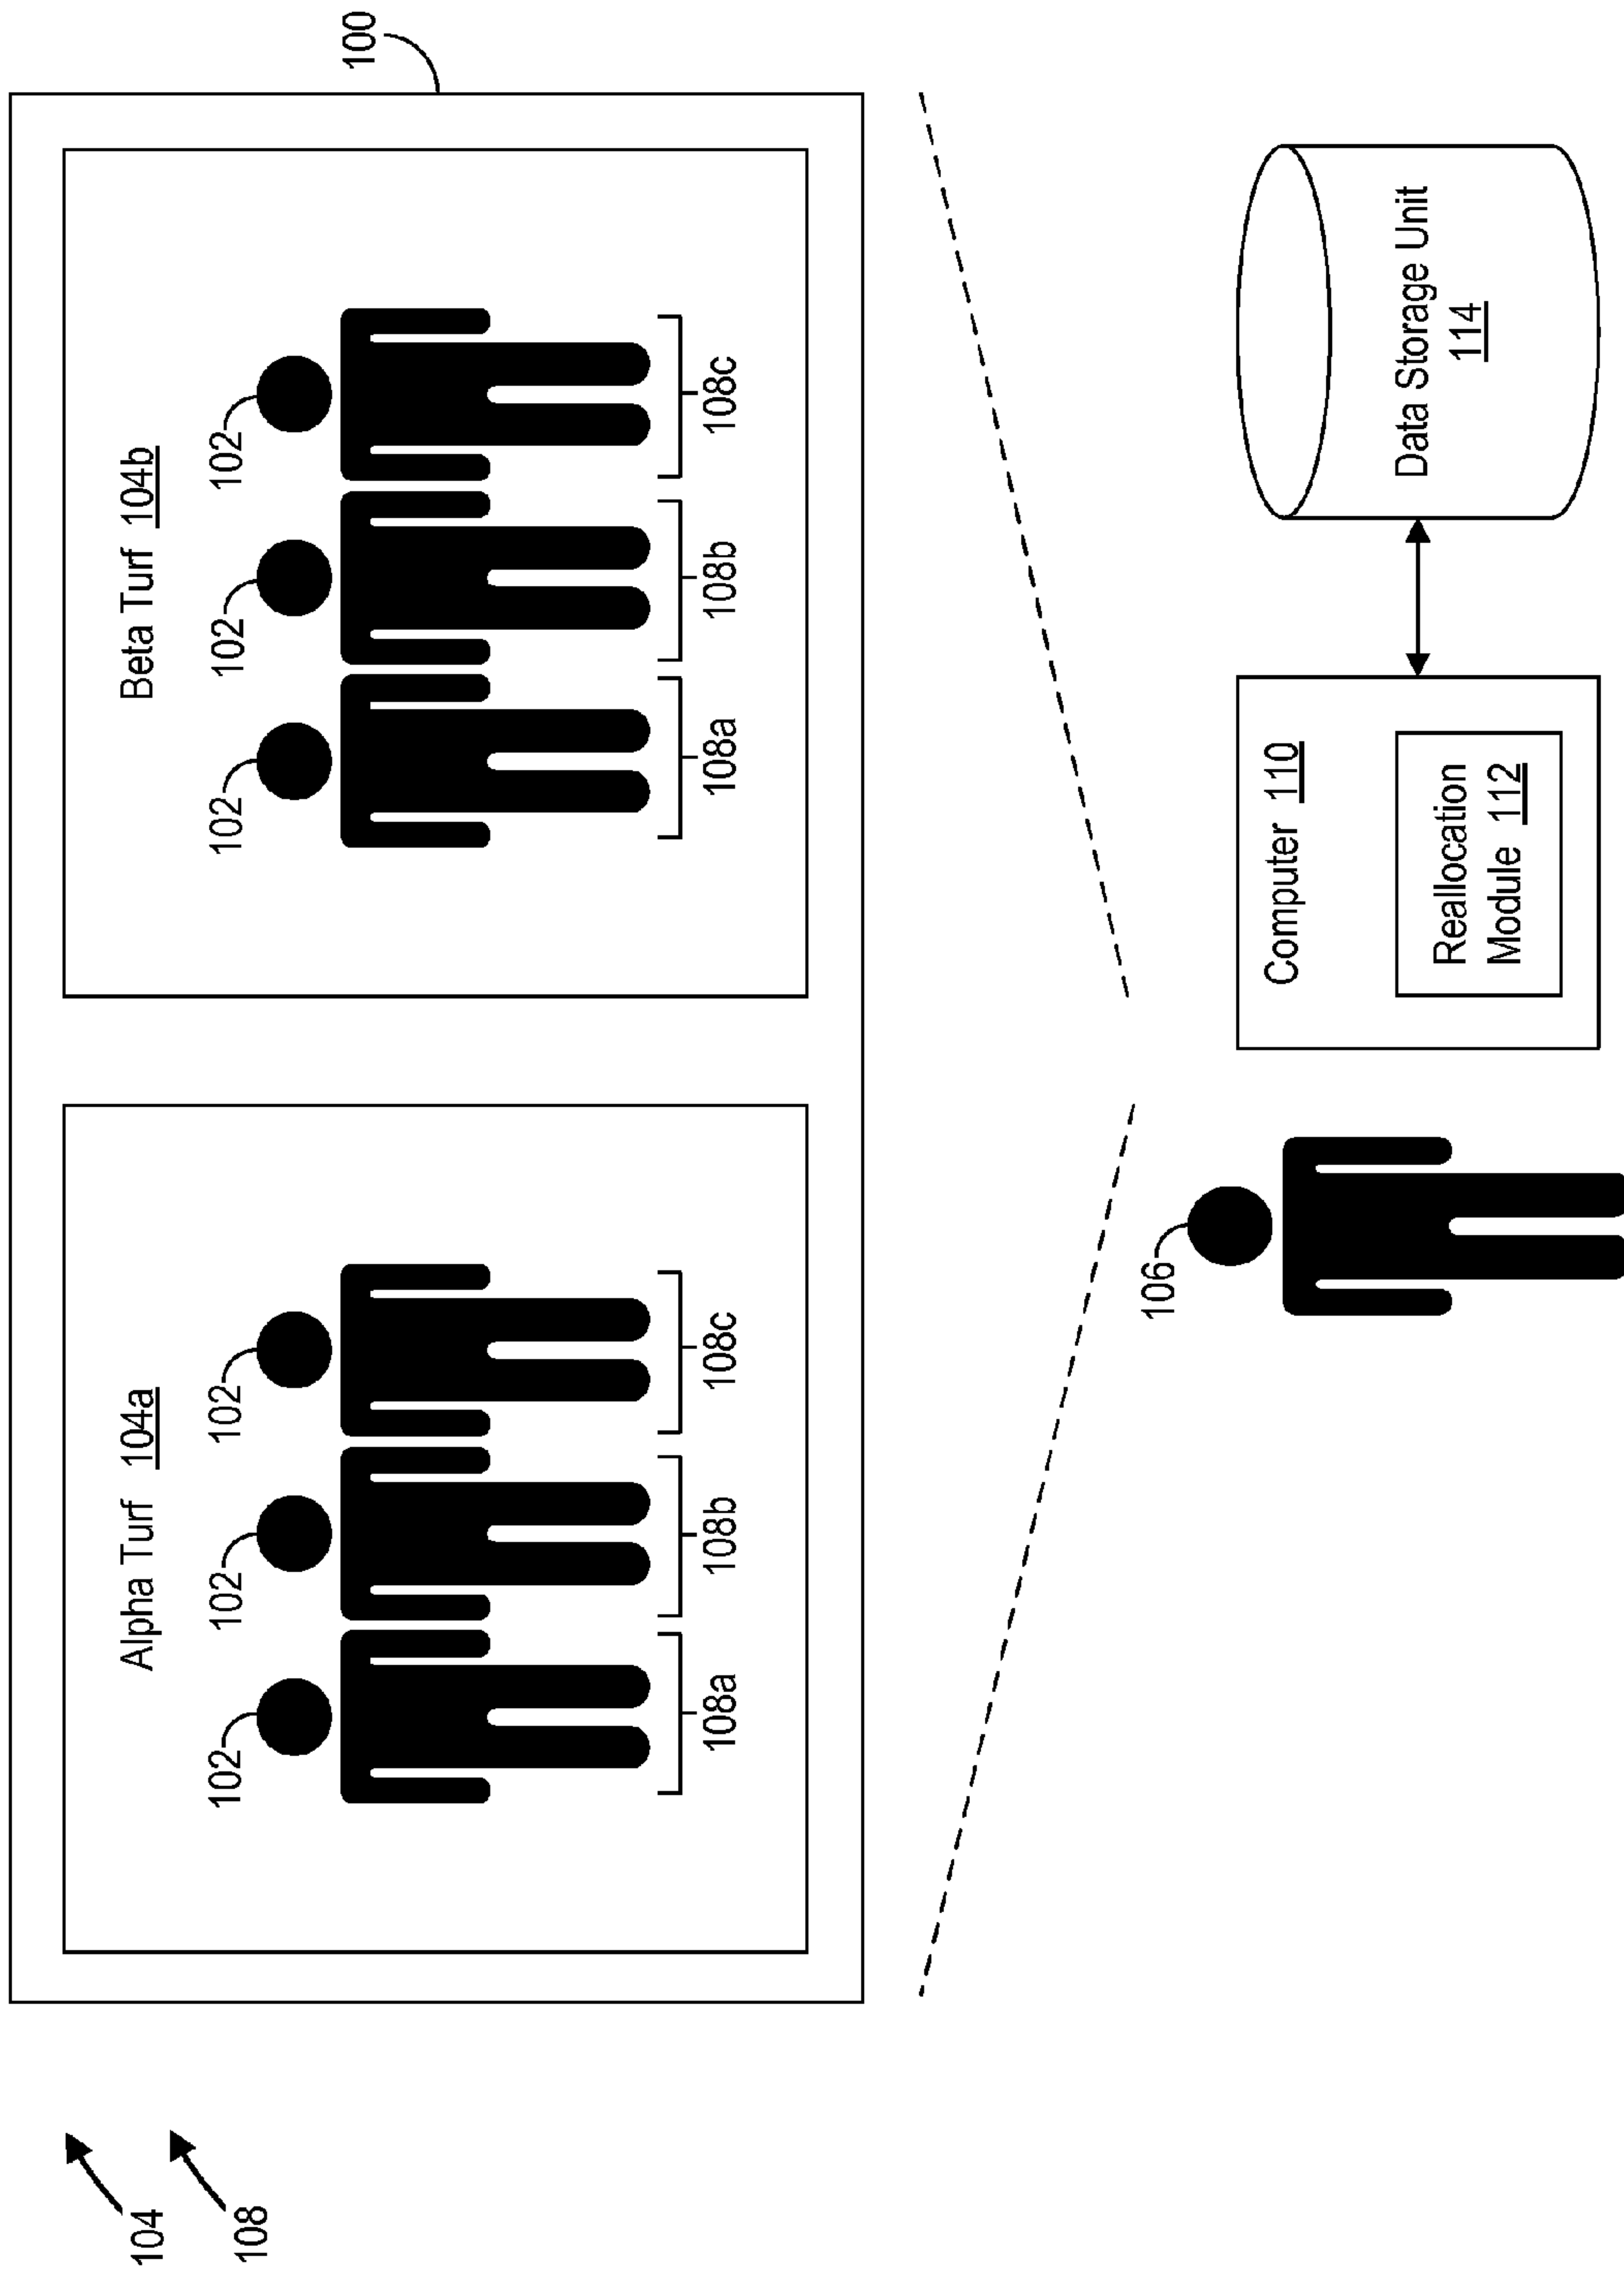 104
108
100
Alpha Turf 104a
102
102
102
108a
108b
108c
Beta Turf 104b
102
102
102
108a
108b
108c
106
Computer 110
Reallocation
Module 112
Data Storage Unit
114